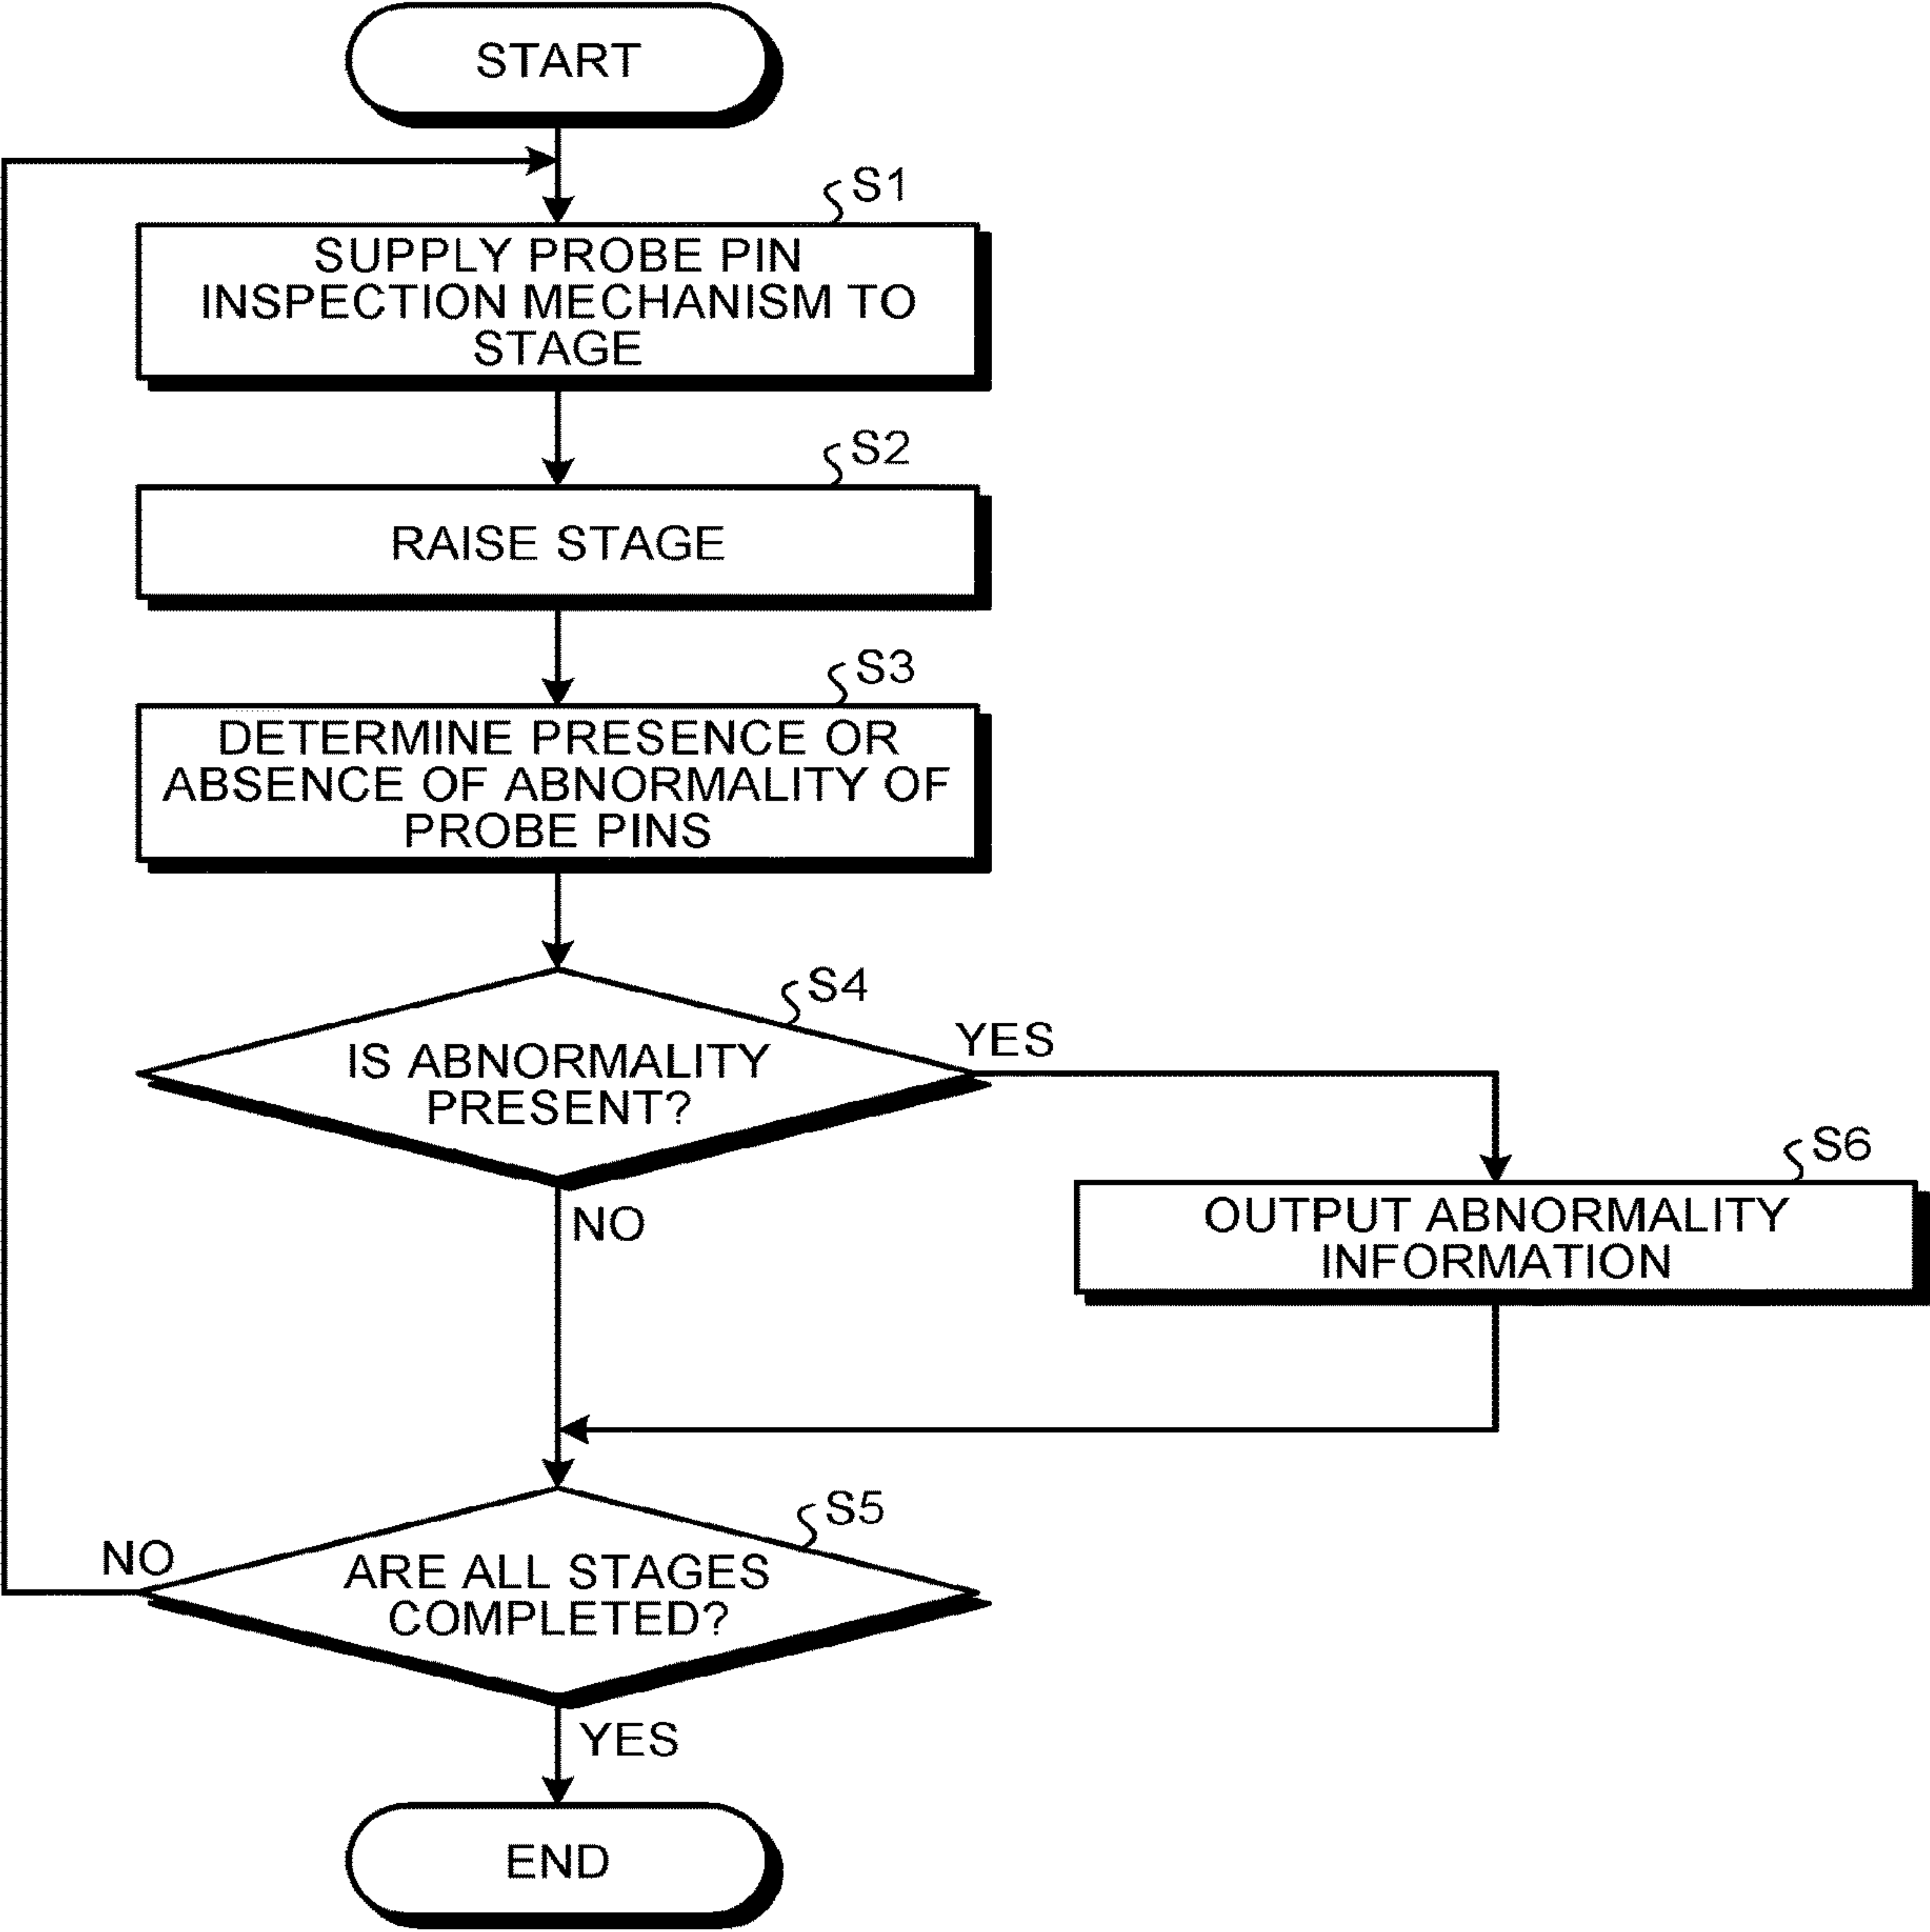 START
S1
SUPPLY PROBE PIN
INSPECTION MECHANISM TO
STAGE
S2
RAISE STAGE
S3
DETERMINE PRESENCE OR
ABSENCE OF ABNORMALITY OF
PROBE PINS
S4
IS ABNORMALITY
PRESENT?
YES
NO
S6
OUTPUT ABNORMALITY
INFORMATION
S5
ARE ALL STAGES
COMPLETED?
NO
YES
END